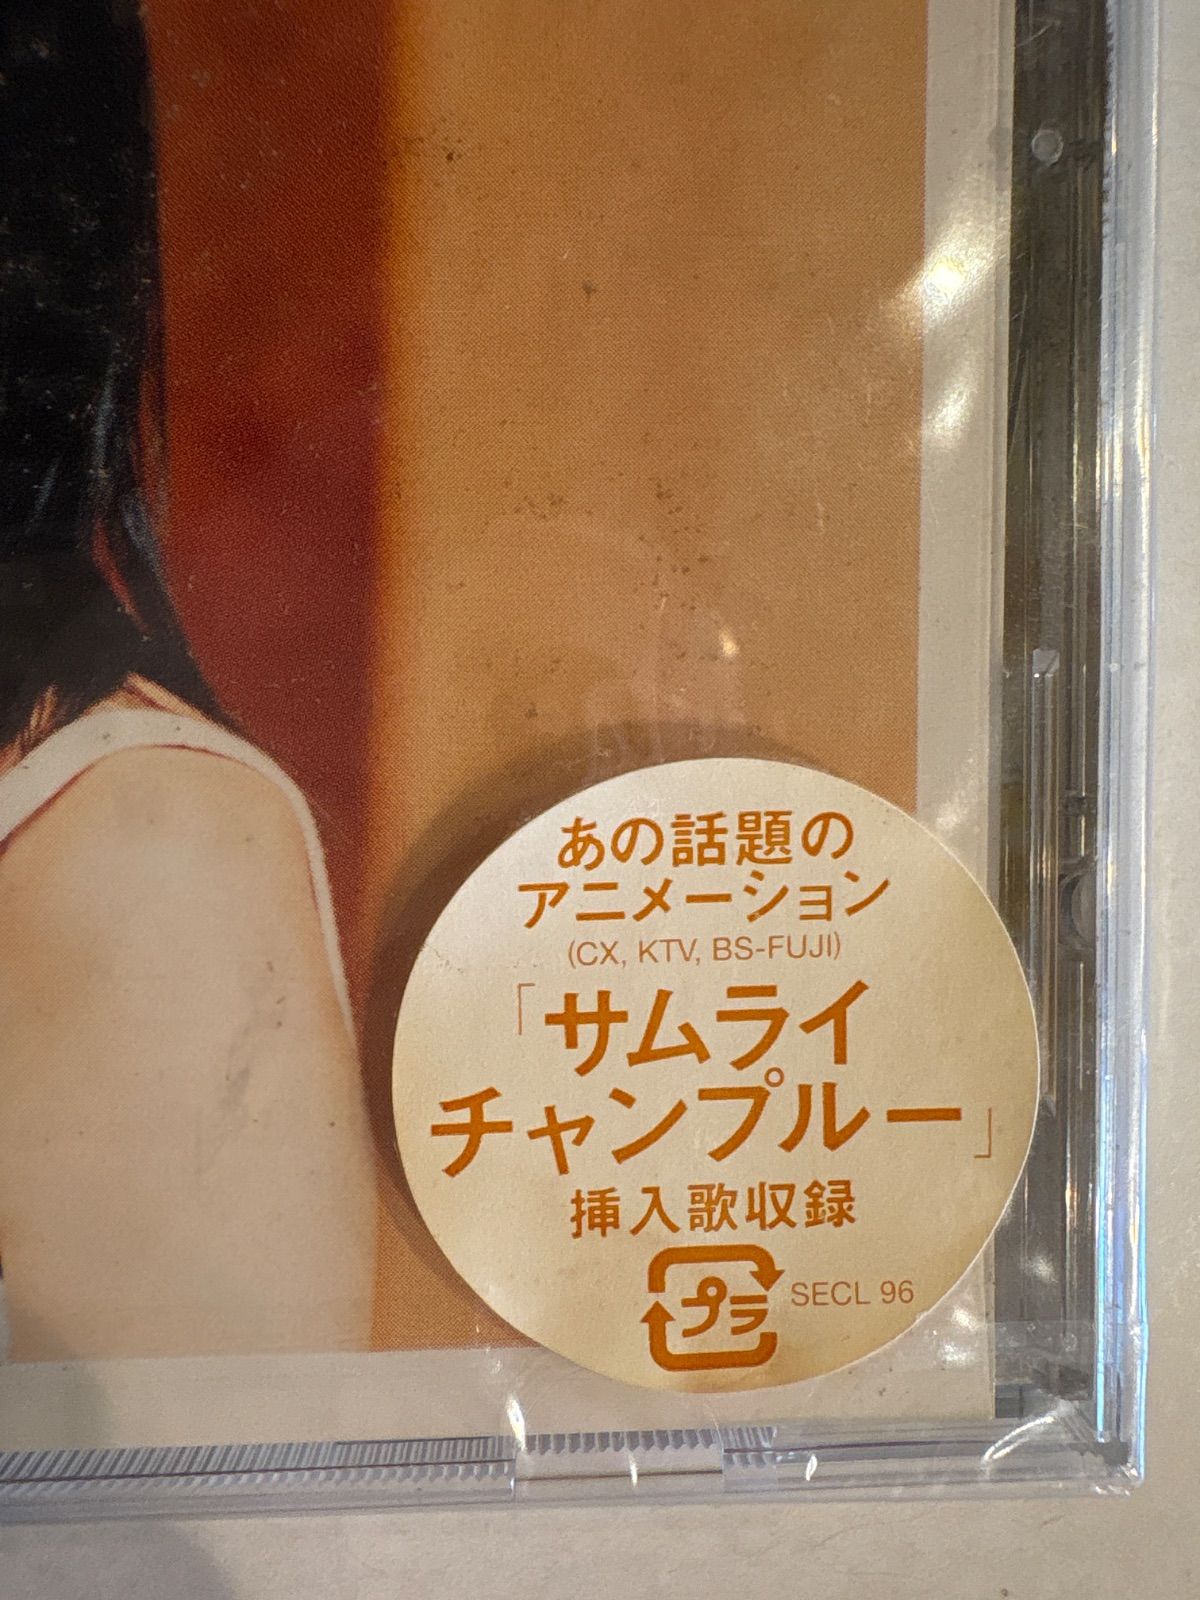 あの話題の
アニメーション
(CX, KTV, BS-FUJI)
「サムライ
チャンプルー」
挿入歌収録
プラ SECL 96